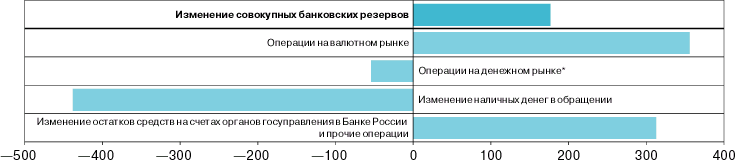 Изменение совокупных банковских резервов
Операции на валютном рынке
Операции на денежном рынке*
Изменение наличных денег в обращении
Изменение остатков средств на счетах органов госуправления в Банке России
и прочие операции
—500 —400 —300 —200 —100 0 100 200 300 400